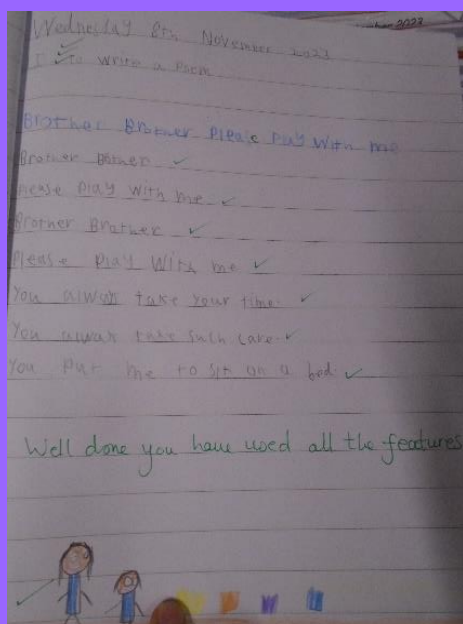 Wednesday 8th November 2023
To write a Poem
Brother Brother Please Play With me
Brother Brother
Please Play With me
Brother Brother
Please Play With me
You always take your time.
You always take such care.
You Put me to sit on a bed.
Well done you have used all the features